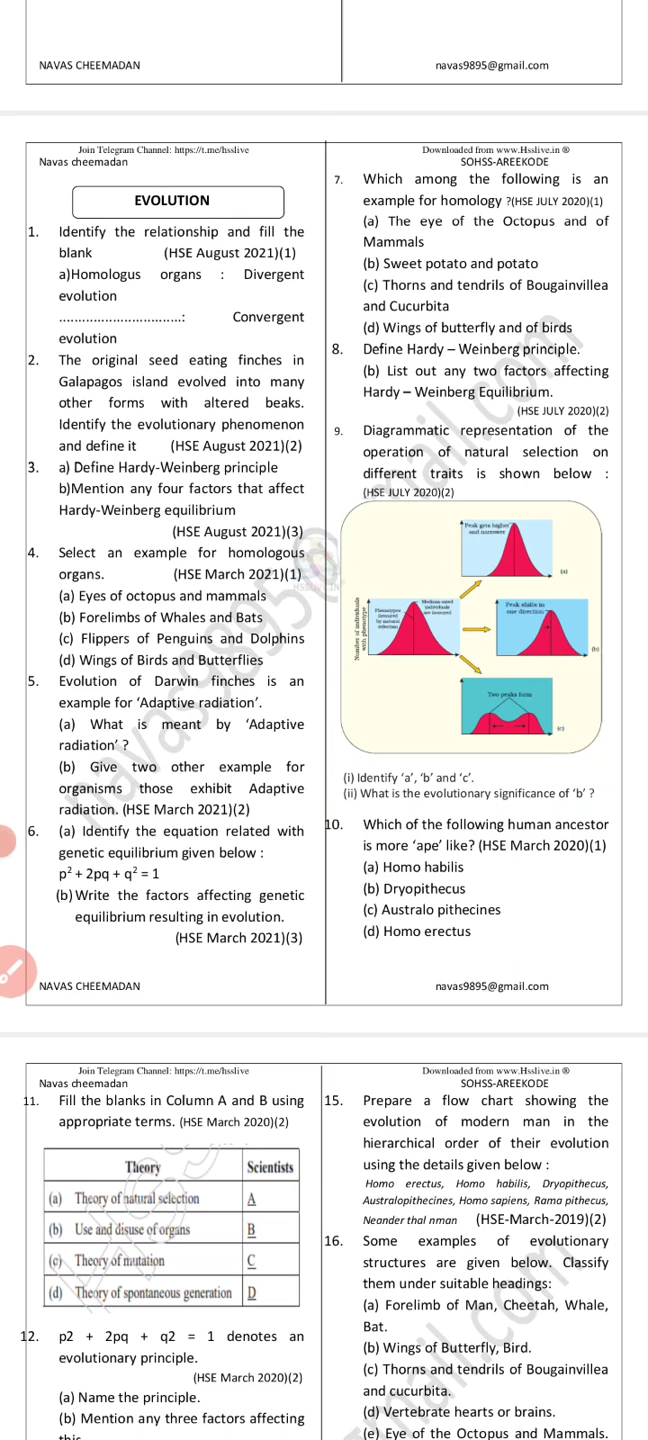 NAVAS CHEEMADAN
navas9895@gmail.com
Join Telegram Channel: https://t.me/hsslive
Downloaded from www.Hsslive.in ®
Navas cheemadan
SOHSS-AREEKODE
EVOLUTION
1. Identify the relationship and fill the
blank (HSE August 2021)(1)
a)Homologus organs : Divergent
evolution
................................: Convergent
evolution
2. The original seed eating finches in
Galapagos island evolved into many
other forms with altered beaks.
Identify the evolutionary phenomenon
and define it (HSE August 2021)(2)
3. a) Define Hardy-Weinberg principle
b)Mention any four factors that affect
Hardy-Weinberg equilibrium
(HSE August 2021)(3)
4. Select an example for homologous
organs. (HSE March 2021)(1)
(a) Eyes of octopus and mammals
(b) Forelimbs of Whales and Bats
(c) Flippers of Penguins and Dolphins
(d) Wings of Birds and Butterflies
5. Evolution of Darwin finches is an
example for ‘Adaptive radiation’.
(a) What is meant by ‘Adaptive
radiation’ ?
(b) Give two other example for
organisms those exhibit Adaptive
radiation. (HSE March 2021)(2)
6. (a) Identify the equation related with
genetic equilibrium given below :
p² + 2pq + q² = 1
(b) Write the factors affecting genetic
equilibrium resulting in evolution.
(HSE March 2021)(3)
7. Which among the following is an
example for homology ?(HSE JULY 2020)(1)
(a) The eye of the Octopus and of
Mammals
(b) Sweet potato and potato
(c) Thorns and tendrils of Bougainvillea
and Cucurbita
(d) Wings of butterfly and of birds
8. Define Hardy – Weinberg principle.
(b) List out any two factors affecting
Hardy – Weinberg Equilibrium.
(HSE JULY 2020)(2)
9. Diagrammatic representation of the
operation of natural selection on
different traits is shown below :
(HSE JULY 2020)(2)
Peak gets higher
and narrower
(a)
Number of individuals
with phenotype
Phenotypes
favoured
by natural
selection
Medium-sized
individuals
are favoured
Peak shifts in
one direction
(b)
Two peaks form
(c)
(i) Identify ‘a’, ‘b’ and ‘c’.
(ii) What is the evolutionary significance of ‘b’ ?
10. Which of the following human ancestor
is more ‘ape’ like? (HSE March 2020)(1)
(a) Homo habilis
(b) Dryopithecus
(c) Australo pithecines
(d) Homo erectus
NAVAS CHEEMADAN
navas9895@gmail.com
Join Telegram Channel: https://t.me/hsslive
Downloaded from www.Hsslive.in ®
Navas cheemadan
SOHSS-AREEKODE
11. Fill the blanks in Column A and B using
appropriate terms. (HSE March 2020)(2)
Theory Scientists
(a) Theory of natural selection A
(b) Use and disuse of organs B
(c) Theory of mutation C
(d) Theory of spontaneous generation D
12. p2 + 2pq + q2 = 1 denotes an
evolutionary principle.
(HSE March 2020)(2)
(a) Name the principle.
(b) Mention any three factors affecting
this
15. Prepare a flow chart showing the
evolution of modern man in the
hierarchical order of their evolution
using the details given below :
Homo erectus, Homo habilis, Dryopithecus,
Australopithecines, Homo sapiens, Rama pithecus,
Neander thal nman (HSE-March-2019)(2)
16. Some examples of evolutionary
structures are given below. Classify
them under suitable headings:
(a) Forelimb of Man, Cheetah, Whale,
Bat.
(b) Wings of Butterfly, Bird.
(c) Thorns and tendrils of Bougainvillea
and cucurbita.
(d) Vertebrate hearts or brains.
(e) Eye of the Octopus and Mammals.